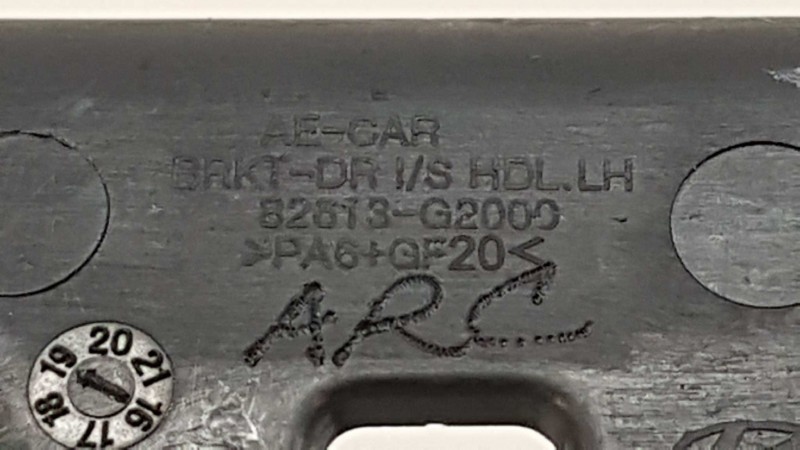 AE-CAR
BRKT-DR I/S HDL.LH
82613-G2000
>PA6+GF20<
ARC
16 17 18 19 20 21